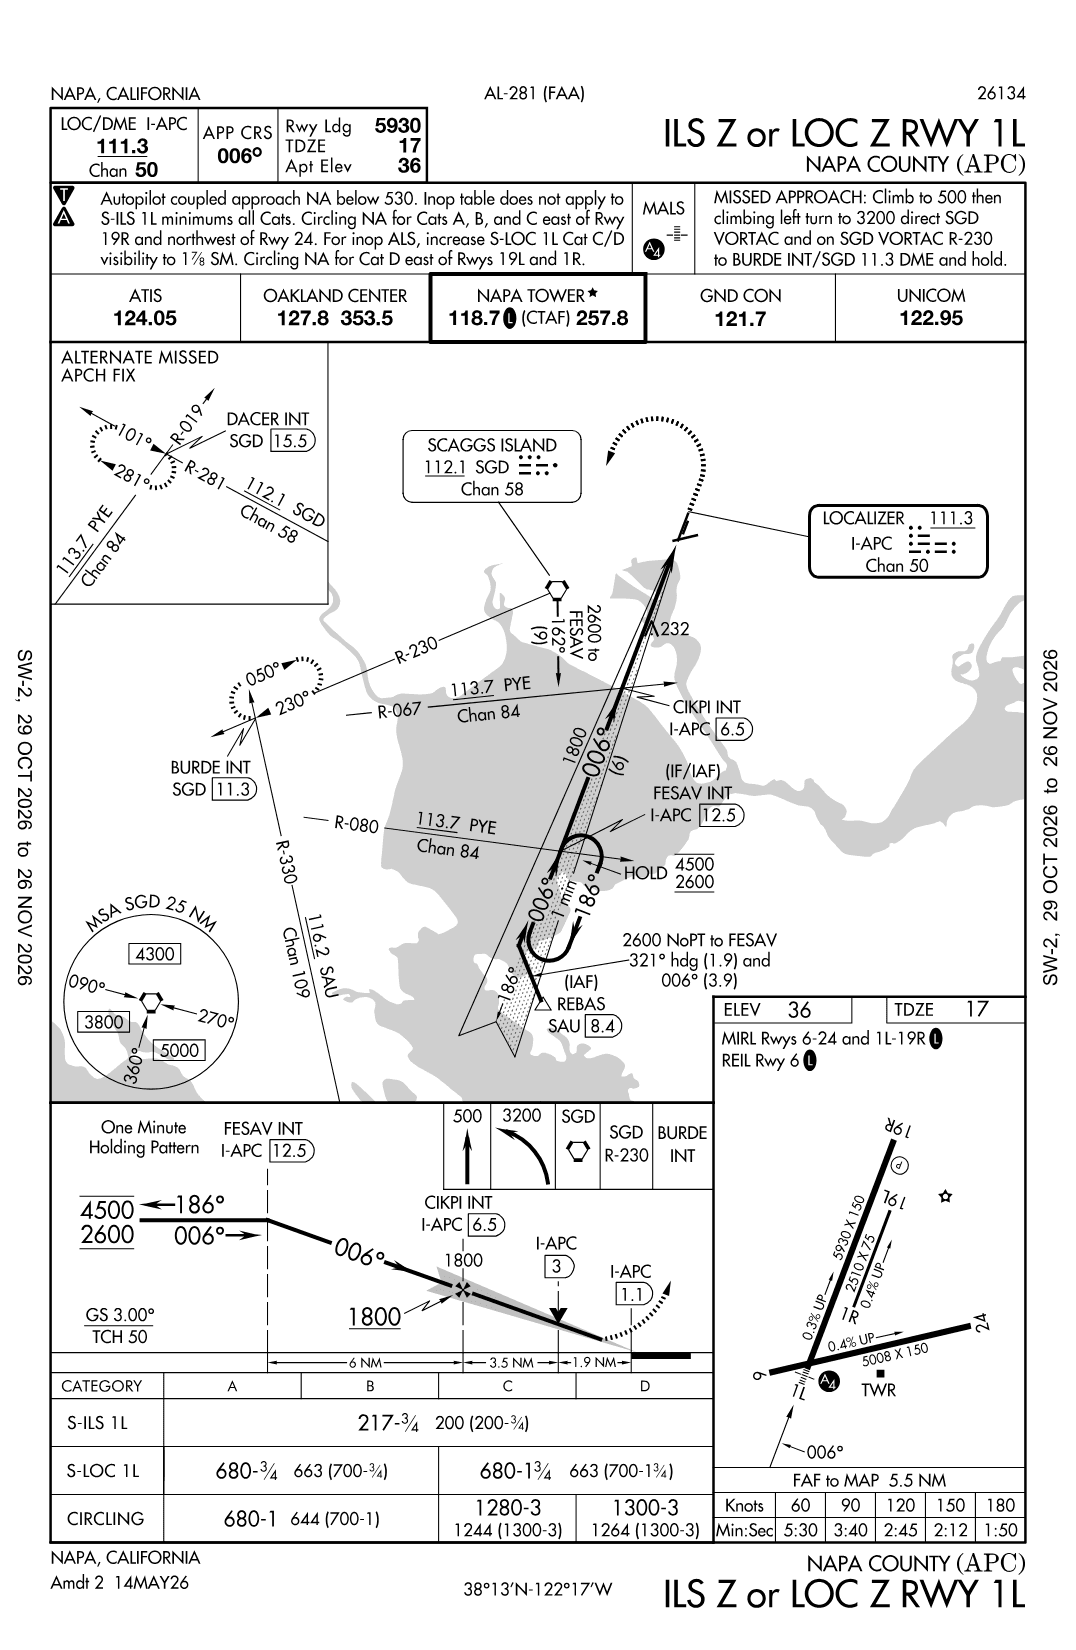 NAPA, CALIFORNIA
AL-281 (FAA)
26134
LOC/DME I-APC
111.3
Chan 50
APP CRS
006°
Rwy Ldg 5930
TDZE 17
Apt Elev 36
ILS Z or LOC Z RWY 1L
NAPA COUNTY (APC)
T
A
Autopilot coupled approach NA below 530. Inop table does not apply to
S-ILS 1L minimums all Cats. Circling NA for Cats A, B, and C east of Rwy
19R and northwest of Rwy 24. For inop ALS, increase S-LOC 1L Cat C/D
visibility to 1⅞ SM. Circling NA for Cat D east of Rwys 19L and 1R.
MALS
A4
MISSED APPROACH: Climb to 500 then
climbing left turn to 3200 direct SGD
VORTAC and on SGD VORTAC R-230
to BURDE INT/SGD 11.3 DME and hold.
ATIS
124.05
OAKLAND CENTER
127.8 353.5
NAPA TOWER★
118.7 L (CTAF) 257.8
GND CON
121.7
UNICOM
122.95
ALTERNATE MISSED
APCH FIX
R-019
DACER INT
SGD 15.5
101°
281°
R-281
112.1 SGD
Chan 58
113.7 PYE
Chan 84
SCAGGS ISLAND
112.1 SGD
Chan 58
LOCALIZER 111.3
I-APC
Chan 50
2600 to
FESAV
162°
(9)
232
R-230
050°
230°
BURDE INT
SGD 11.3
R-067
113.7 PYE
Chan 84
CIKPI INT
I-APC 6.5
1800
006°
(6)
(IF/IAF)
FESAV INT
I-APC 12.5
R-080
113.7 PYE
Chan 84
HOLD 4500
2600
006°
1 min
186°
R-330
116.2 SAU
Chan 109
2600 NoPT to FESAV
321° hdg (1.9) and
006° (3.9)
186°
(IAF)
REBAS
SAU 8.4
MSA SGD 25 NM
4300
090°
3800
270°
5000
360°
SW-2, 29 OCT 2026 to 26 NOV 2026
SW-2, 29 OCT 2026 to 26 NOV 2026
ELEV 36
TDZE 17
MIRL Rwys 6-24 and 1L-19R L
REIL Rwy 6 L
19R
P
19L
5930 X 150
2510 X 75
0.4% UP
0.3% UP
1R
24
0.4% UP
5008 X 150
6
1L
A4
TWR
006°
One Minute
Holding Pattern
FESAV INT
I-APC 12.5
500
3200
SGD
SGD
R-230
BURDE
INT
4500
2600
186°
006°
006°
CIKPI INT
I-APC 6.5
1800
1800
I-APC
3
I-APC
1.1
GS 3.00°
TCH 50
6 NM
3.5 NM
1.9 NM
CATEGORY A B C D
S-ILS 1L 217-¾ 200 (200-¾)
S-LOC 1L 680-¾ 663 (700-¾) 680-1¾ 663 (700-1¾)
CIRCLING 680-1 644 (700-1) 1280-3 1244 (1300-3) 1300-3 1264 (1300-3)
FAF to MAP 5.5 NM
Knots 60 90 120 150 180
Min:Sec 5:30 3:40 2:45 2:12 1:50
NAPA, CALIFORNIA
Amdt 2 14MAY26
38°13'N-122°17'W
NAPA COUNTY (APC)
ILS Z or LOC Z RWY 1L